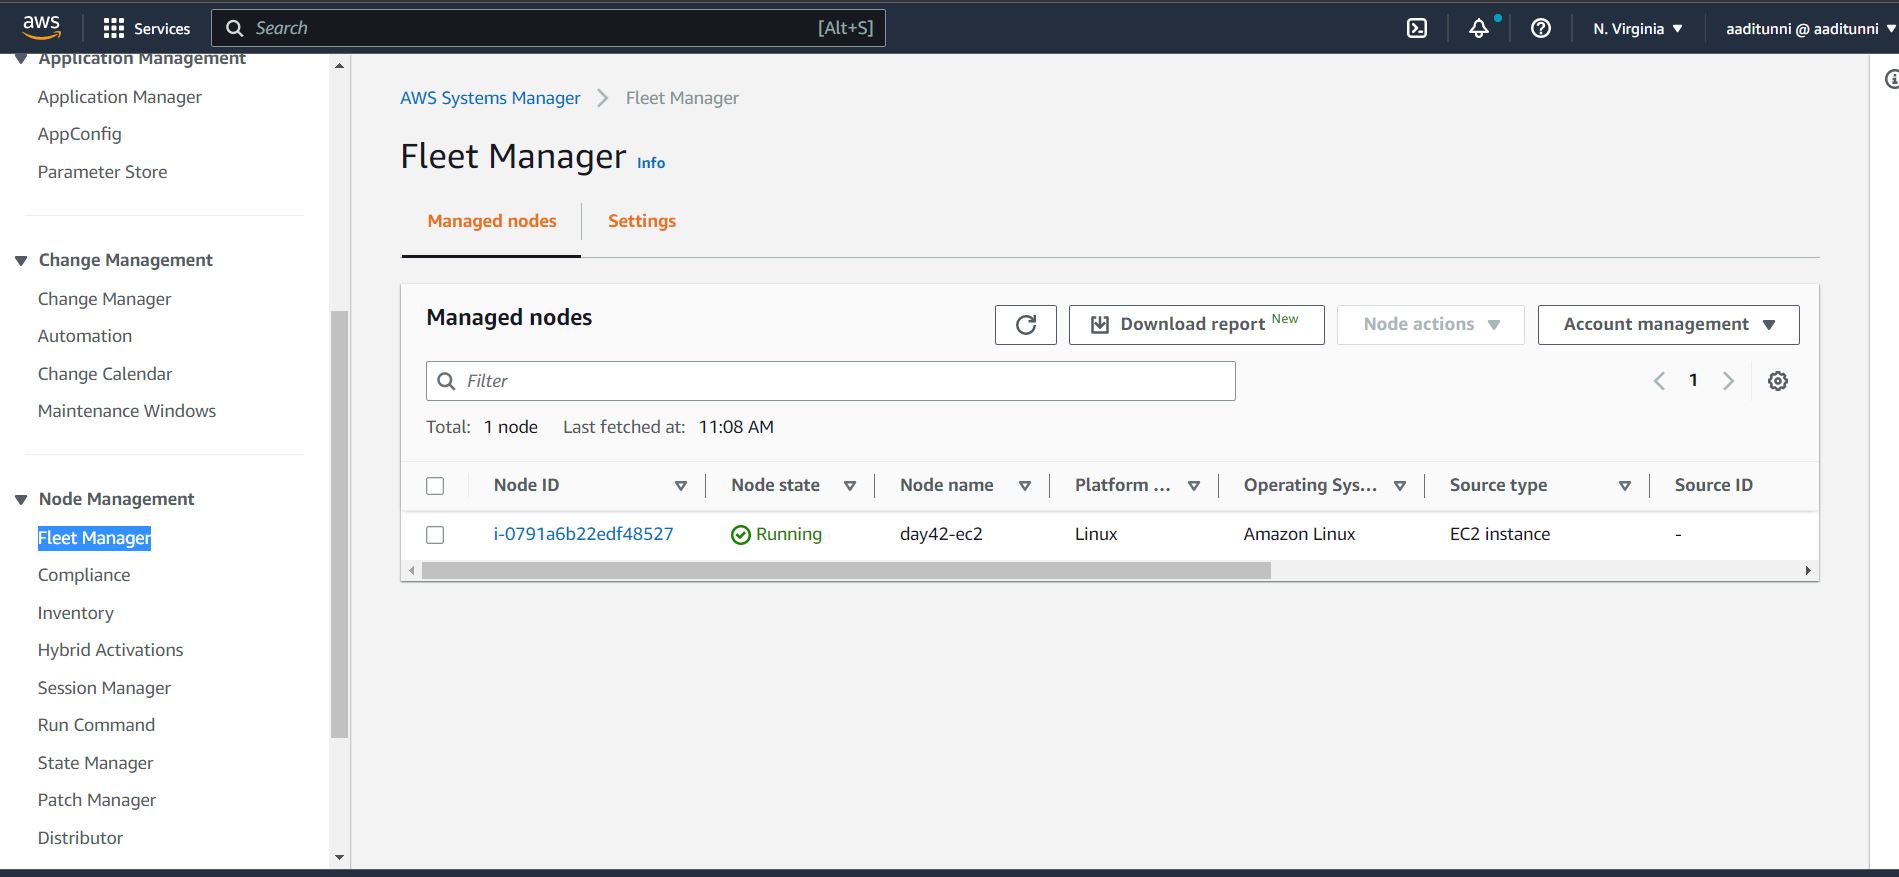 aws
Services
Search
[Alt+S]
N. Virginia
aaditunni @ aaditunni
Application Management
Application Manager
AppConfig
Parameter Store
Change Management
Change Manager
Automation
Change Calendar
Maintenance Windows
Node Management
Fleet Manager
Compliance
Inventory
Hybrid Activations
Session Manager
Run Command
State Manager
Patch Manager
Distributor
AWS Systems Manager
Fleet Manager
Fleet Manager Info
Managed nodes
Settings
Managed nodes
Download report New
Node actions
Account management
Filter
1
Total: 1 node Last fetched at: 11:08 AM
Node ID Node state Node name Platform ... Operating Sys... Source type Source ID
i-0791a6b22edf48527 Running day42-ec2 Linux Amazon Linux EC2 instance -